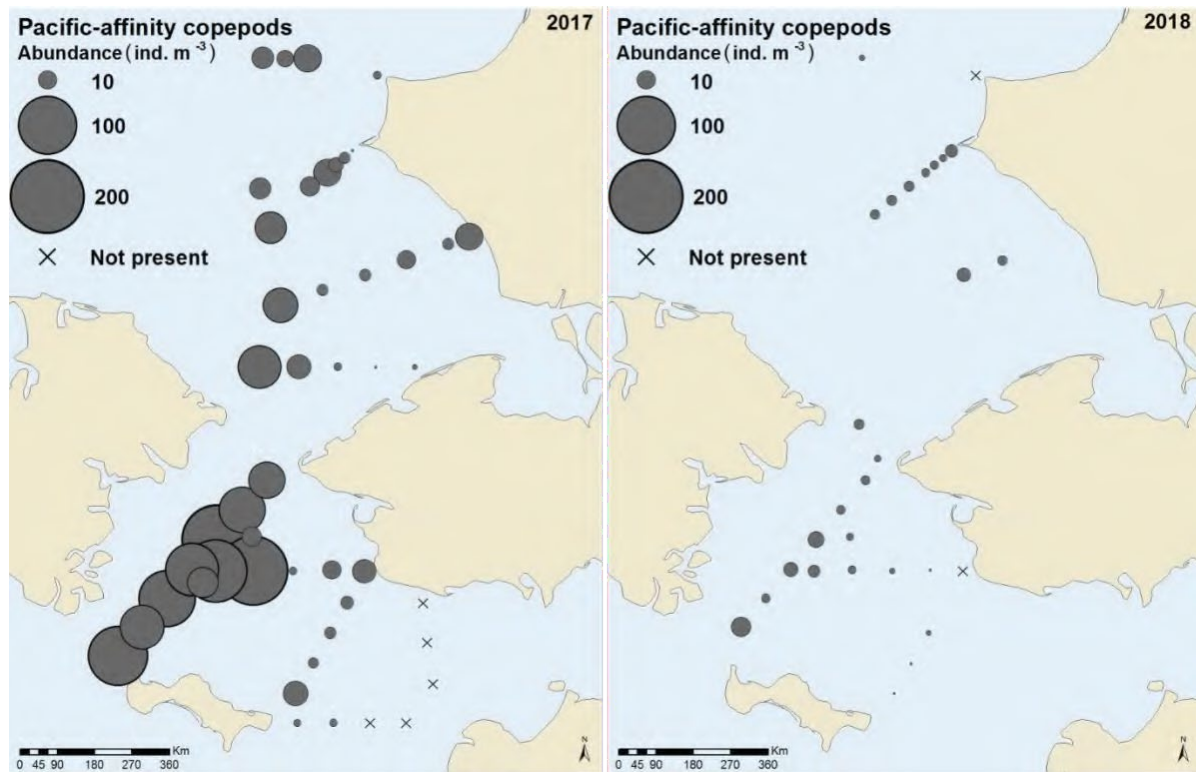 Pacific-affinity copepods 2017
Abundance (ind. m⁻³)
10
100
200
× Not present
N
Km
0 45 90 180 270 360
Pacific-affinity copepods 2018
Abundance (ind. m⁻³)
10
100
200
× Not present
N
Km
0 45 90 180 270 360